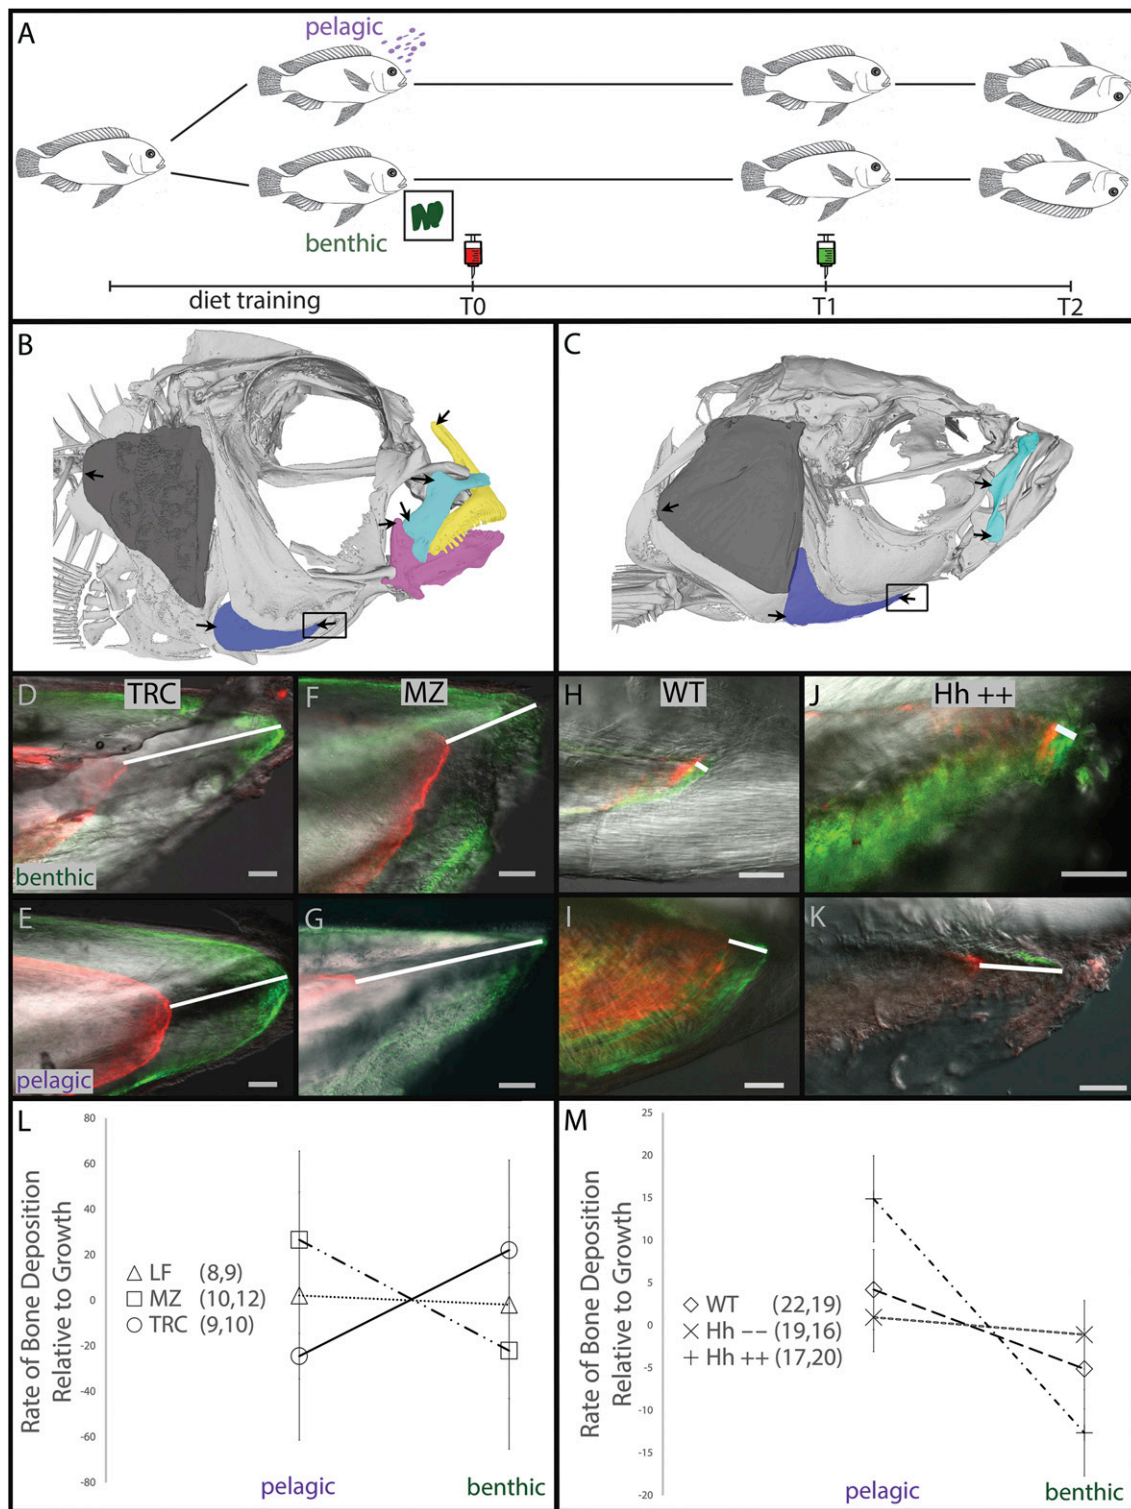 A
pelagic
benthic
diet training
T0
T1
T2
B
C
D
TRC
F
MZ
H
WT
J
Hh ++
benthic
E
G
I
K
pelagic
L
80
60
40
20
0
-20
-40
-60
-80
Rate of Bone Deposition
Relative to Growth
LF (8,9)
MZ (10,12)
TRC (9,10)
pelagic
benthic
M
25
20
15
10
5
0
-5
-10
-15
-20
Rate of Bone Deposition
Relative to Growth
WT (22,19)
Hh −− (19,16)
Hh ++ (17,20)
pelagic
benthic